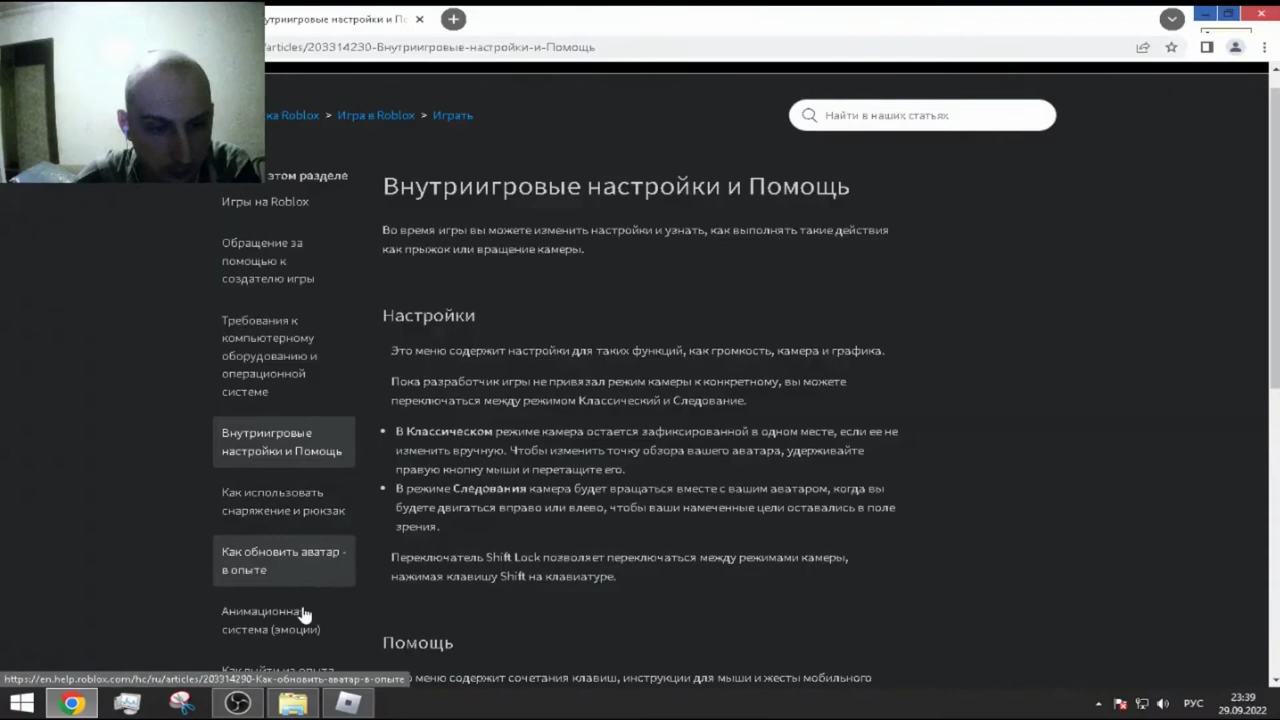 утриигровые настройки и По
/articles/203314230-Внутриигровые-настройки-и-Помощь
ка Roblox > Игра в Roblox > Играть
Найти в наших статьях
этом разделе
Игры на Roblox
Обращение за
помощью к
создателю игры
Требования к
компьютерному
оборудованию и
операционной
системе
Внутриигровые
настройки и Помощь
Как использовать
снаряжение и рюкзак
Как обновить аватар -
в опыте
Анимационна
система (эмоции)
Как выйти из опыта
Внутриигровые настройки и Помощь
Во время игры вы можете изменить настройки и узнать, как выполнять такие действия
как прыжок или вращение камеры.
Настройки
Это меню содержит настройки для таких функций, как громкость, камера и графика.
Пока разработчик игры не привязал режим камеры к конкретному, вы можете
переключаться между режимом Классический и Следование.
• В Классическом режиме камера остается зафиксированной в одном месте, если ее не
изменить вручную. Чтобы изменить точку обзора вашего аватара, удерживайте
правую кнопку мыши и перетащите его.
• В режиме Следования камера будет вращаться вместе с вашим аватаром, когда вы
будете двигаться вправо или влево, чтобы ваши намеченные цели оставались в поле
зрения.
Переключатель Shift Lock позволяет переключаться между режимами камеры,
нажимая клавишу Shift на клавиатуре.
Помощь
о меню содержит сочетания клавиш, инструкции для мыши и жесты мобильного
https://en.help.roblox.com/hc/ru/articles/203314290-Как-обновить-аватар-в-опыте
РУС
23:39
29.09.2022